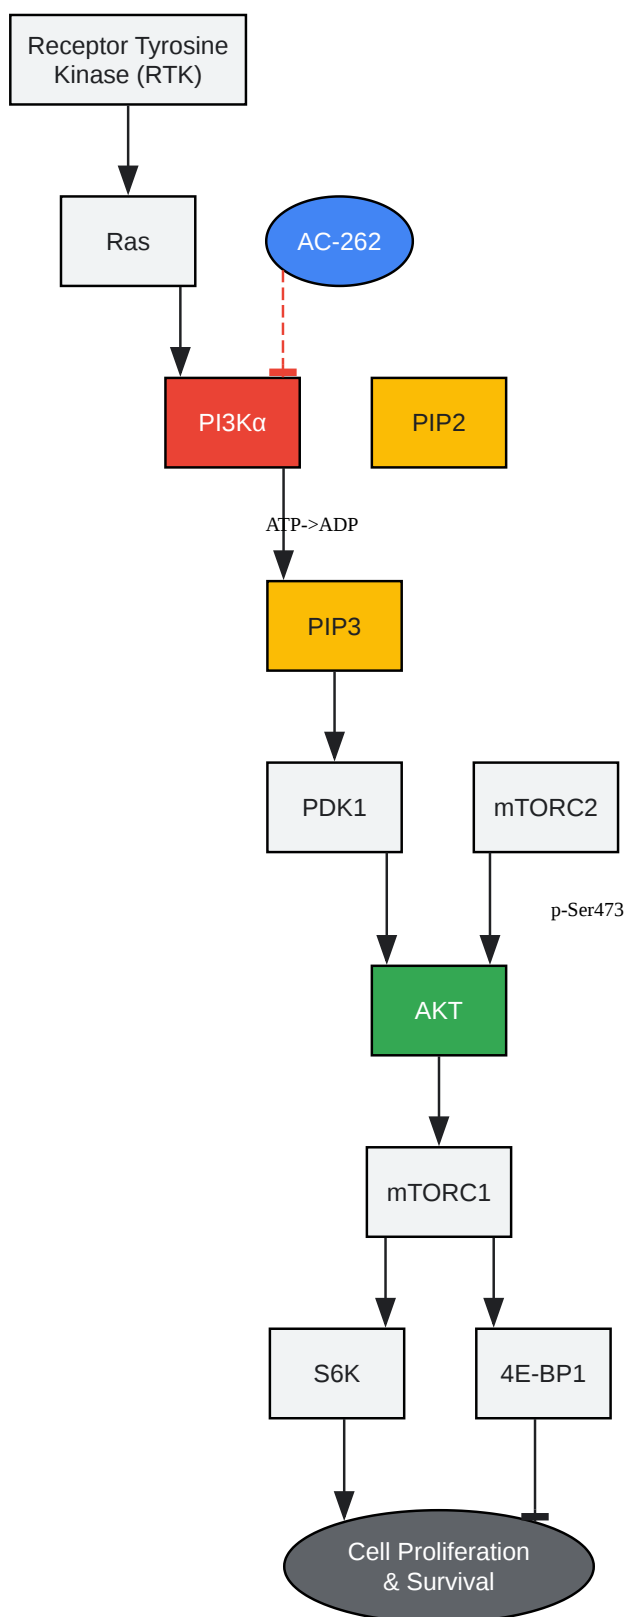 Receptor Tyrosine
Kinase (RTK)
Ras
AC-262
PI3Kα
PIP2
ATP->ADP
PIP3
PDK1
mTORC2
p-Ser473
AKT
mTORC1
S6K
4E-BP1
Cell Proliferation
& Survival